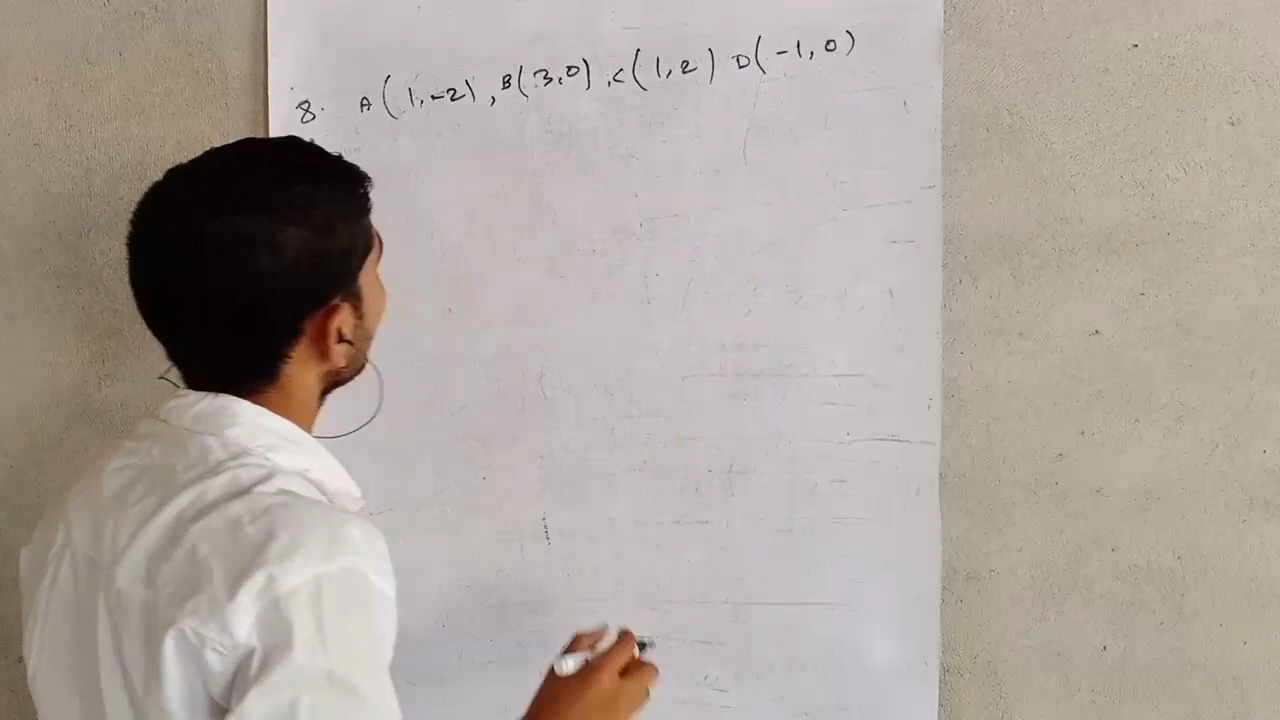 8. A(1,-2), B(3,0), C(1,2) D(-1,0)